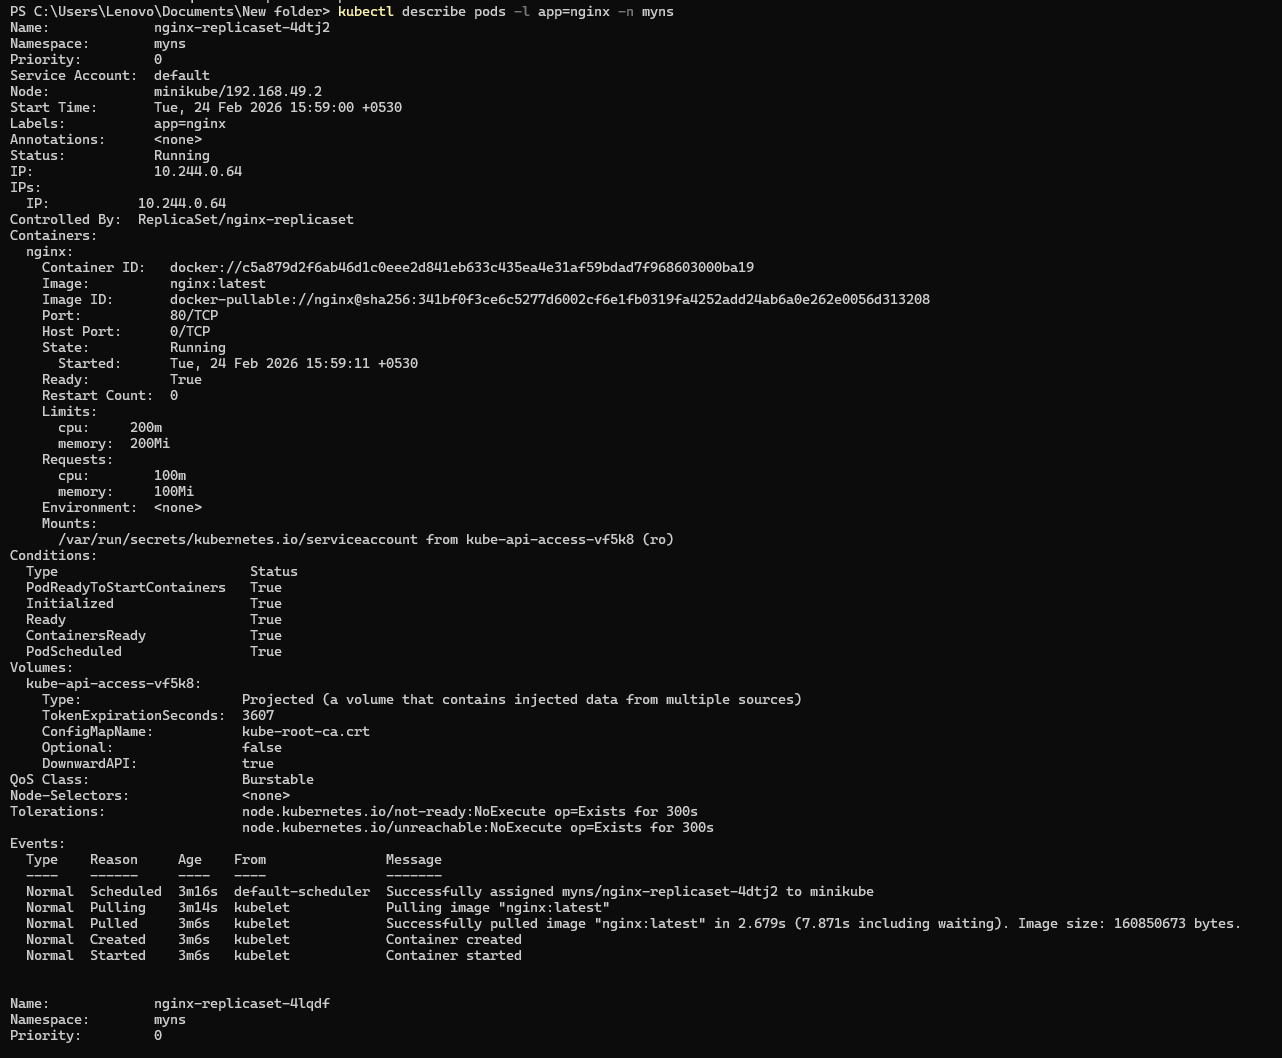 PS C:\Users\Lenovo\Documents\New folder> kubectl describe pods -l app=nginx -n myns
Name:             nginx-replicaset-4dtj2
Namespace:        myns
Priority:         0
Service Account:  default
Node:             minikube/192.168.49.2
Start Time:       Tue, 24 Feb 2026 15:59:00 +0530
Labels:           app=nginx
Annotations:      <none>
Status:           Running
IP:               10.244.0.64
IPs:
  IP:           10.244.0.64
Controlled By:  ReplicaSet/nginx-replicaset
Containers:
  nginx:
    Container ID:   docker://c5a879d2f6ab46d1c0eee2d841eb633c435ea4e31af59bdad7f968603000ba19
    Image:          nginx:latest
    Image ID:       docker-pullable://nginx@sha256:341bf0f3ce6c5277d6002cf6e1fb0319fa4252add24ab6a0e262e0056d313208
    Port:           80/TCP
    Host Port:      0/TCP
    State:          Running
      Started:      Tue, 24 Feb 2026 15:59:11 +0530
    Ready:          True
    Restart Count:  0
    Limits:
      cpu:     200m
      memory:  200Mi
    Requests:
      cpu:        100m
      memory:     100Mi
    Environment:  <none>
    Mounts:
      /var/run/secrets/kubernetes.io/serviceaccount from kube-api-access-vf5k8 (ro)
Conditions:
  Type                        Status
  PodReadyToStartContainers   True
  Initialized                 True
  Ready                       True
  ContainersReady             True
  PodScheduled                True
Volumes:
  kube-api-access-vf5k8:
    Type:                    Projected (a volume that contains injected data from multiple sources)
    TokenExpirationSeconds:  3607
    ConfigMapName:           kube-root-ca.crt
    Optional:                false
    DownwardAPI:             true
QoS Class:                   Burstable
Node-Selectors:              <none>
Tolerations:                 node.kubernetes.io/not-ready:NoExecute op=Exists for 300s
                             node.kubernetes.io/unreachable:NoExecute op=Exists for 300s
Events:
  Type    Reason     Age    From               Message
  ----    ------     ----   ----               -------
  Normal  Scheduled  3m16s  default-scheduler  Successfully assigned myns/nginx-replicaset-4dtj2 to minikube
  Normal  Pulling    3m14s  kubelet            Pulling image "nginx:latest"
  Normal  Pulled     3m6s   kubelet            Successfully pulled image "nginx:latest" in 2.679s (7.871s including waiting). Image size: 160850673 bytes.
  Normal  Created    3m6s   kubelet            Container created
  Normal  Started    3m6s   kubelet            Container started
Name:             nginx-replicaset-4lqdf
Namespace:        myns
Priority:         0